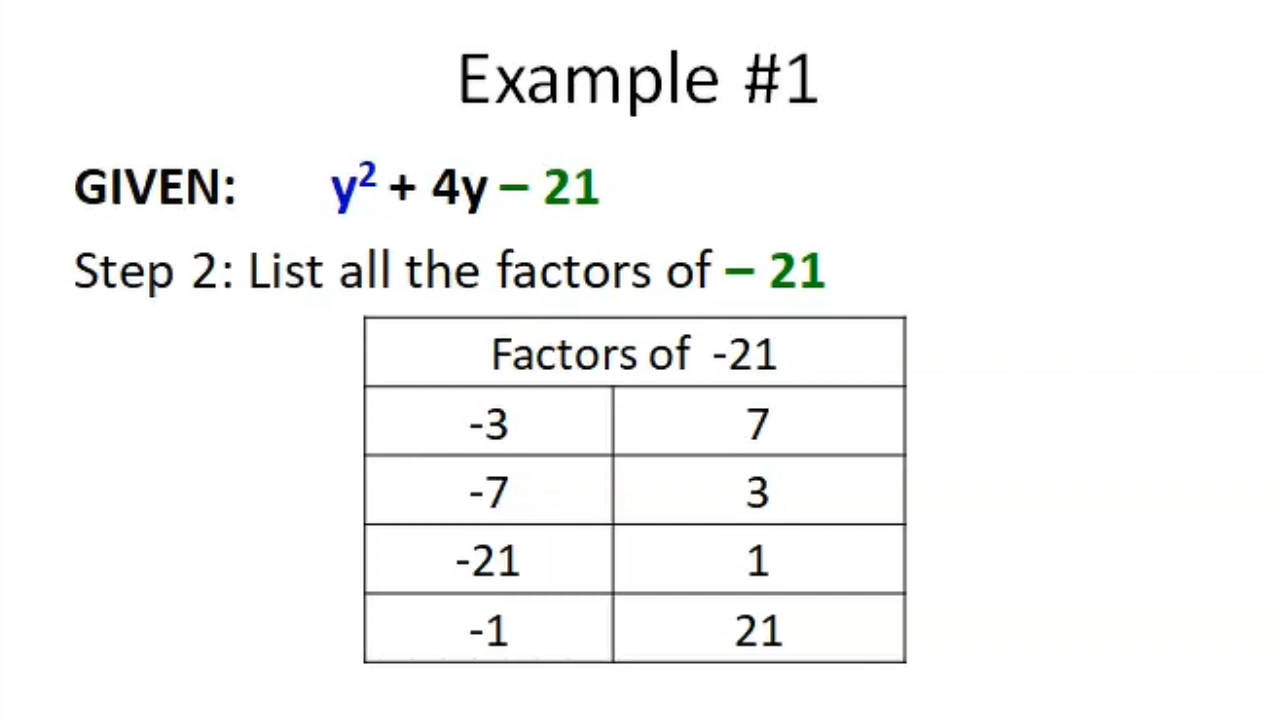 Example #1
GIVEN: y² + 4y – 21
Step 2: List all the factors of – 21
Factors of -21
-3 7
-7 3
-21 1
-1 21